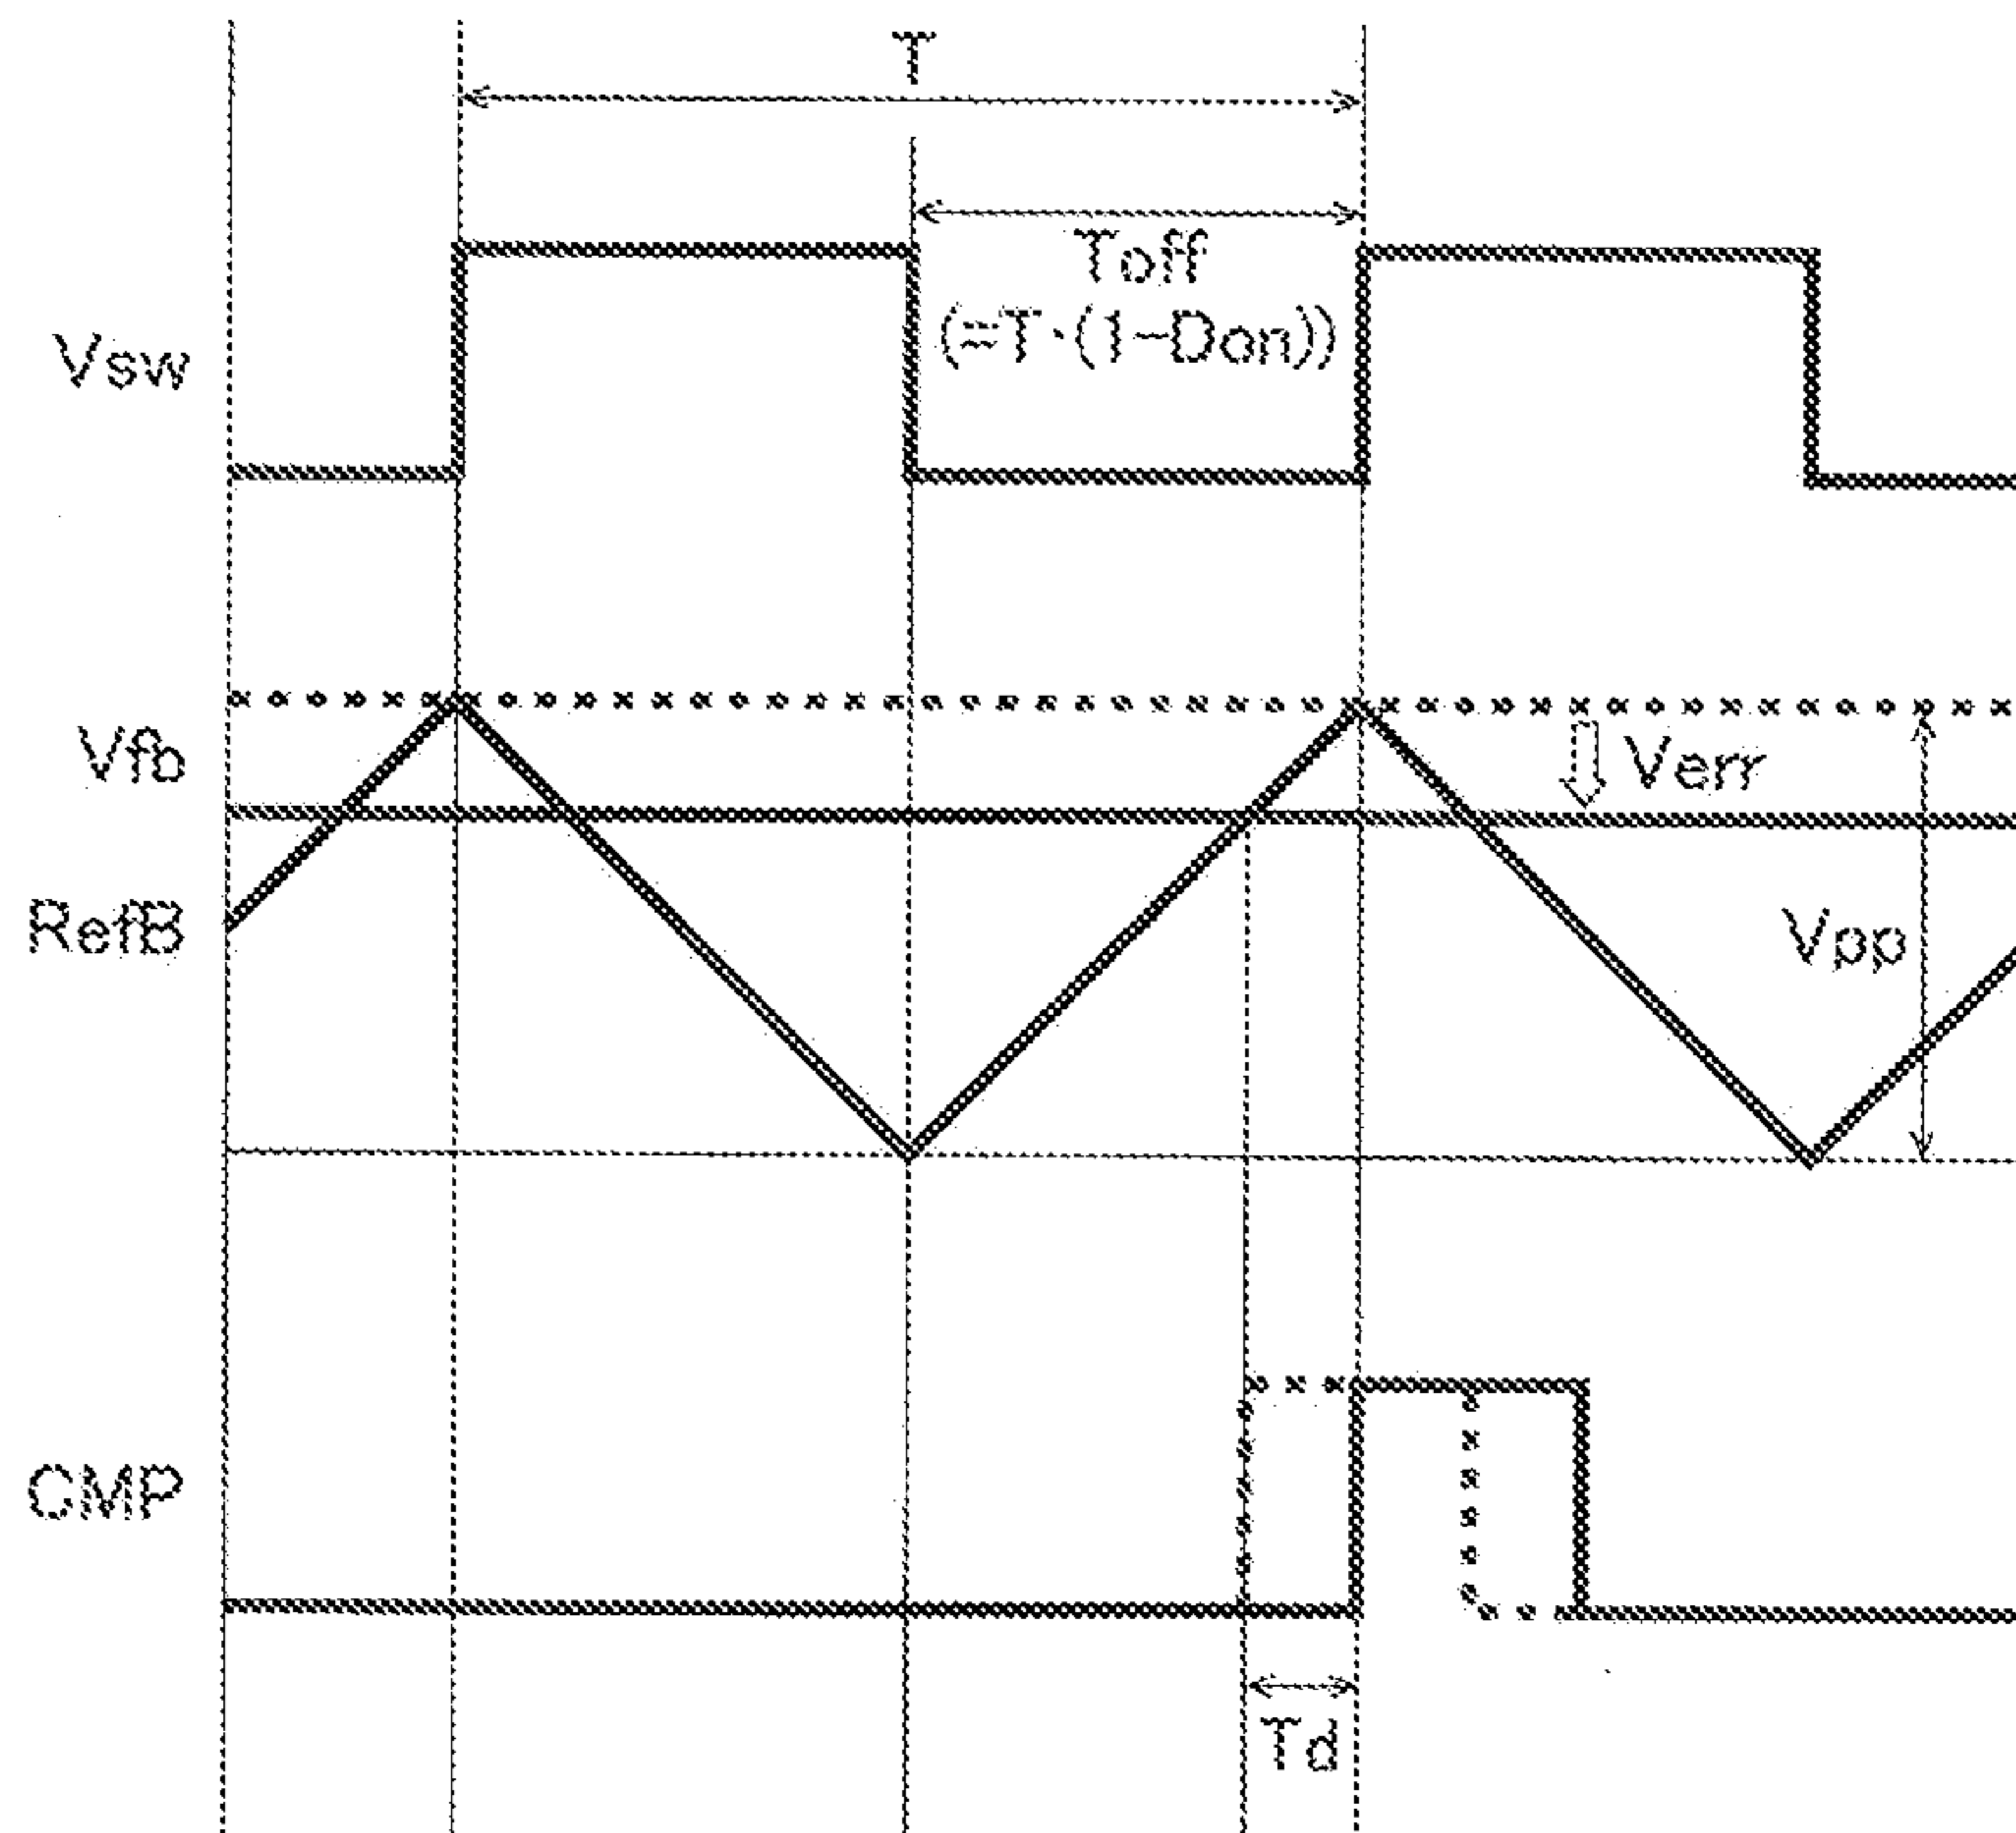 T
Toff
(=T·(1-Don))
Vsw
Vfb
Verr
RefB
Vpp
CMP
Td